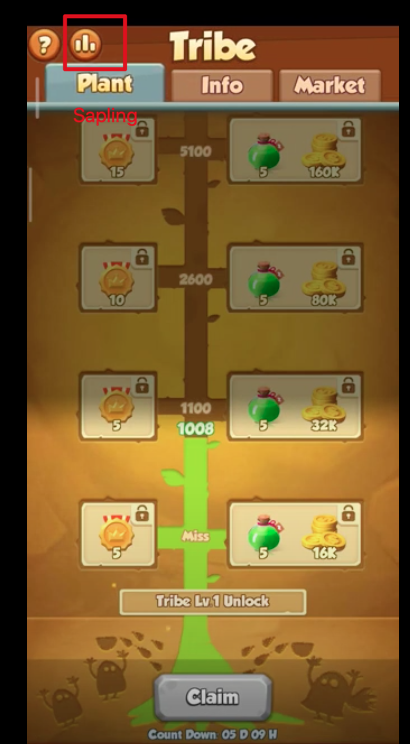 ?
Tribe
Plant
Info
Market
Sapling
15
5100
5
160K
10
2600
5
80K
5
1100
1008
5
32K
5
Miss
5
16K
Tribe Lv 1 Unlock
Claim
Count Down 05 D 09 H